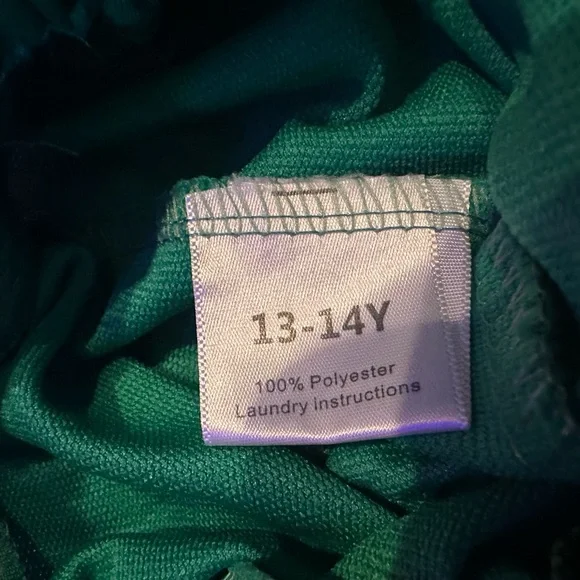 13-14Y
100% Polyester
Laundry instructions